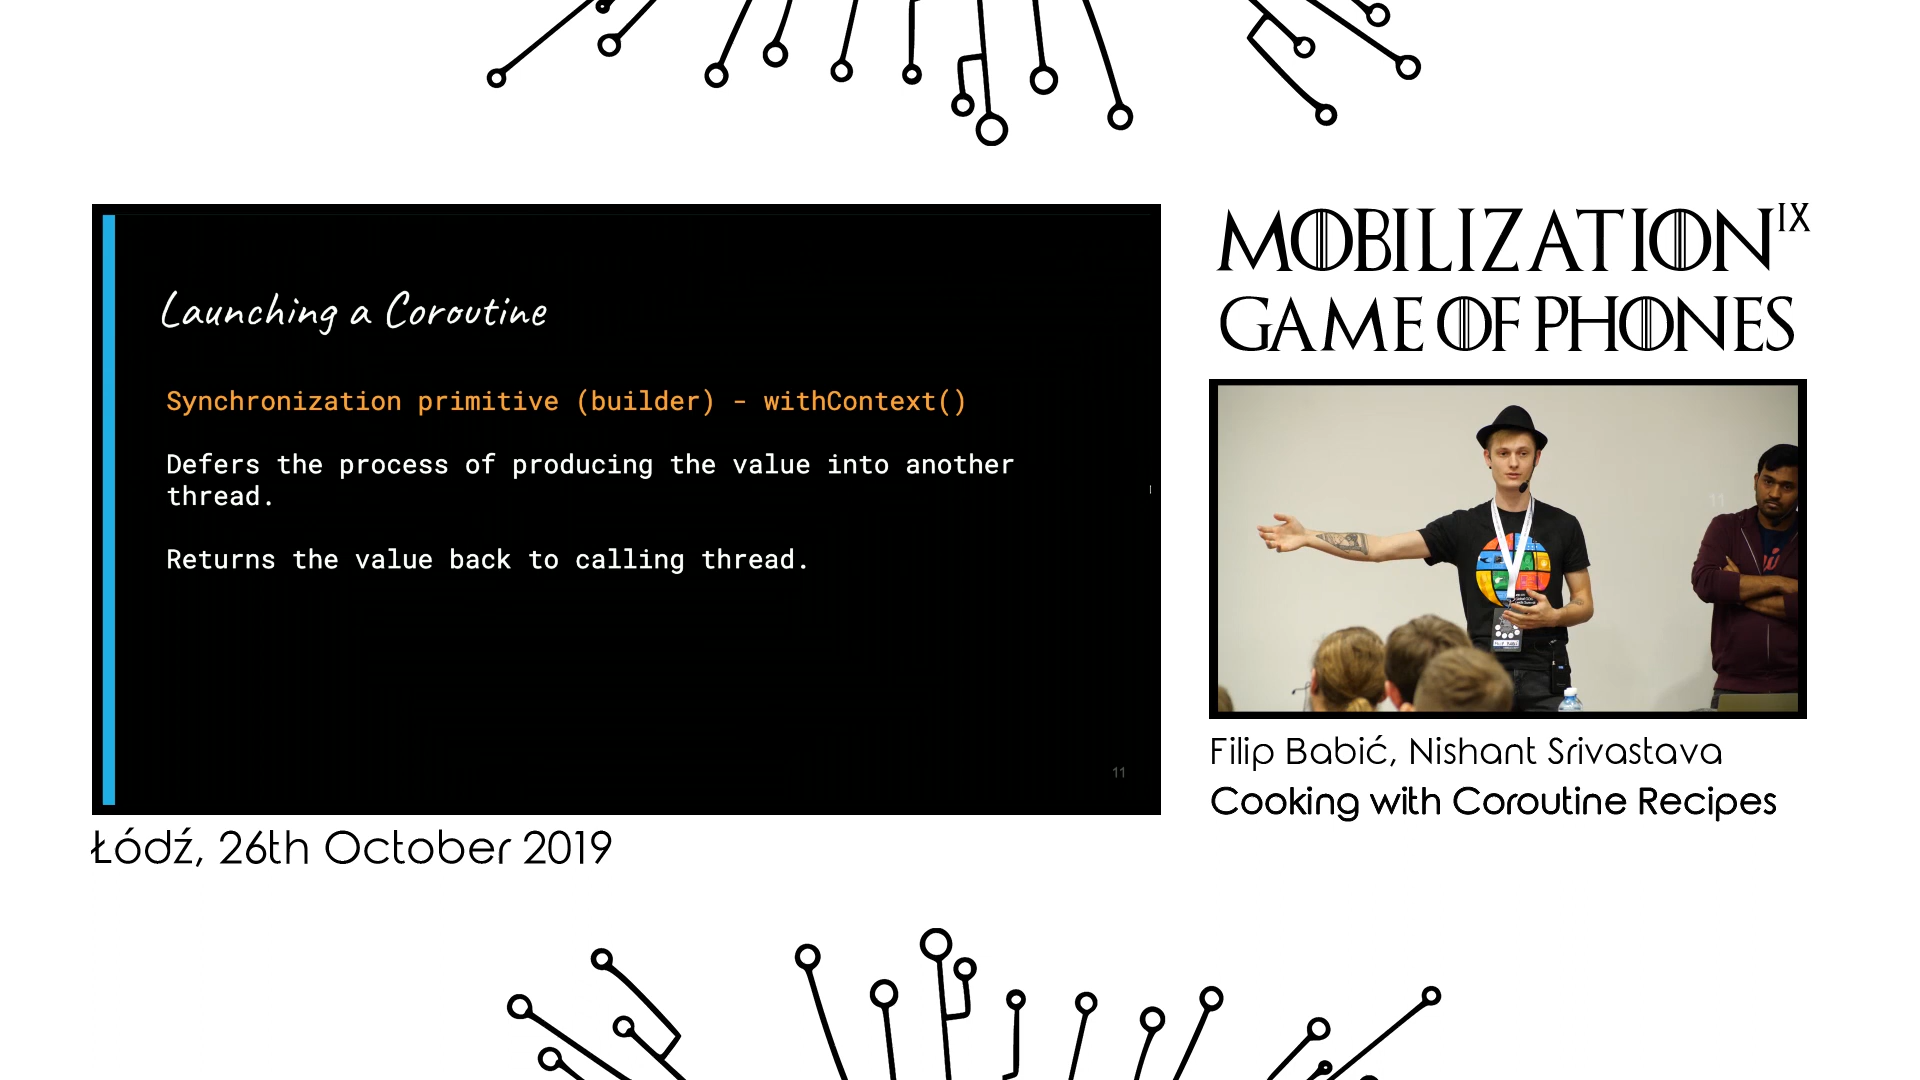 MOBILIZATION IX
GAME OF PHONES
Launching a Coroutine
Synchronization primitive (builder) - withContext()
Defers the process of producing the value into another
thread.
Returns the value back to calling thread.
11
11
Filip Babić, Nishant Srivastava
Cooking with Coroutine Recipes
Łódź, 26th October 2019